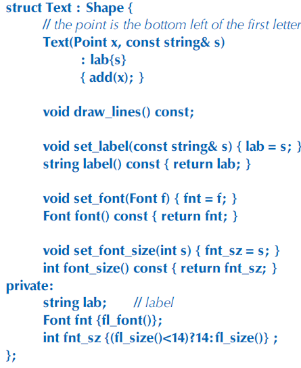 struct Text : Shape {
// the point is the bottom left of the first letter
Text(Point x, const string& s)
: lab{s}
{ add(x); }
void draw_lines() const;
void set_label(const string& s) { lab = s; }
string label() const { return lab; }
void set_font(Font f) { fnt = f; }
Font font() const { return fnt; }
void set_font_size(int s) { fnt_sz = s; }
int font_size() const { return fnt_sz; }
private:
string lab; // label
Font fnt {fl_font()};
int fnt_sz {(fl_size()<14)?14:fl_size()} ;
};